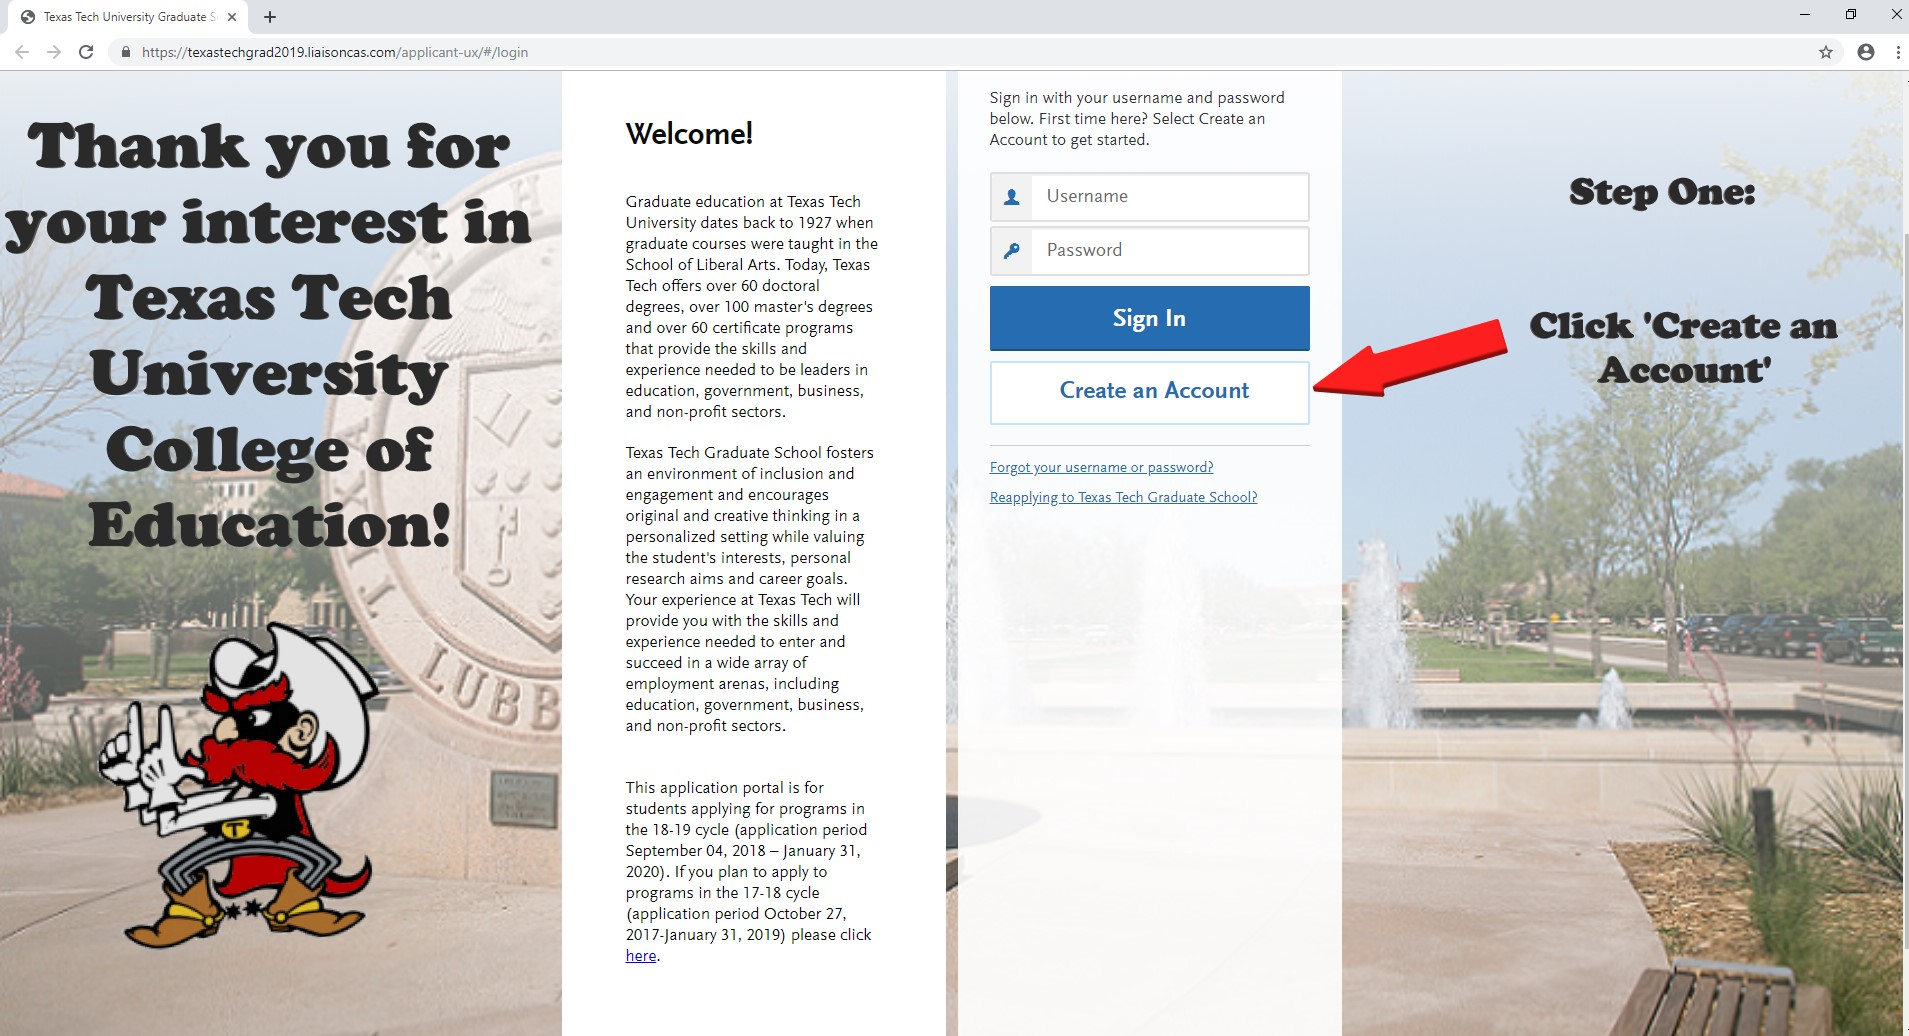 Texas Tech University Graduate S
https://texastechgrad2019.liaisoncas.com/applicant-ux/#/login
Thank you for
your interest in
Texas Tech
University
College of
Education!
LUBB
T
Welcome!
Graduate education at Texas Tech
University dates back to 1927 when
graduate courses were taught in the
School of Liberal Arts. Today, Texas
Tech offers over 60 doctoral
degrees, over 100 master's degrees
and over 60 certificate programs
that provide the skills and
experience needed to be leaders in
education, government, business,
and non-profit sectors.
Texas Tech Graduate School fosters
an environment of inclusion and
engagement and encourages
original and creative thinking in a
personalized setting while valuing
the student's interests, personal
research aims and career goals.
Your experience at Texas Tech will
provide you with the skills and
experience needed to enter and
succeed in a wide array of
employment arenas, including
education, government, business,
and non-profit sectors.
This application portal is for
students applying for programs in
the 18-19 cycle (application period
September 04, 2018 – January 31,
2020). If you plan to apply to
programs in the 17-18 cycle
(application period October 27,
2017-January 31, 2019) please click
here.
Sign in with your username and password
below. First time here? Select Create an
Account to get started.
Username
Password
Sign In
Create an Account
Forgot your username or password?
Reapplying to Texas Tech Graduate School?
Step One:
Click 'Create an
Account'